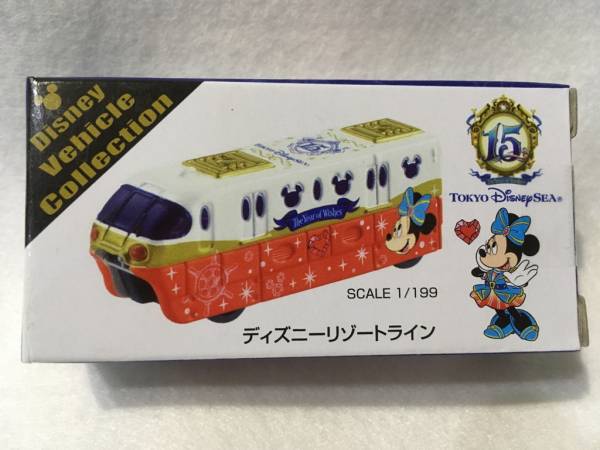 Disney
Vehicle
Collection
15
TOKYO DISNEYSEA®
The Year of Wishes
SCALE 1/199
ディズニーリゾートライン